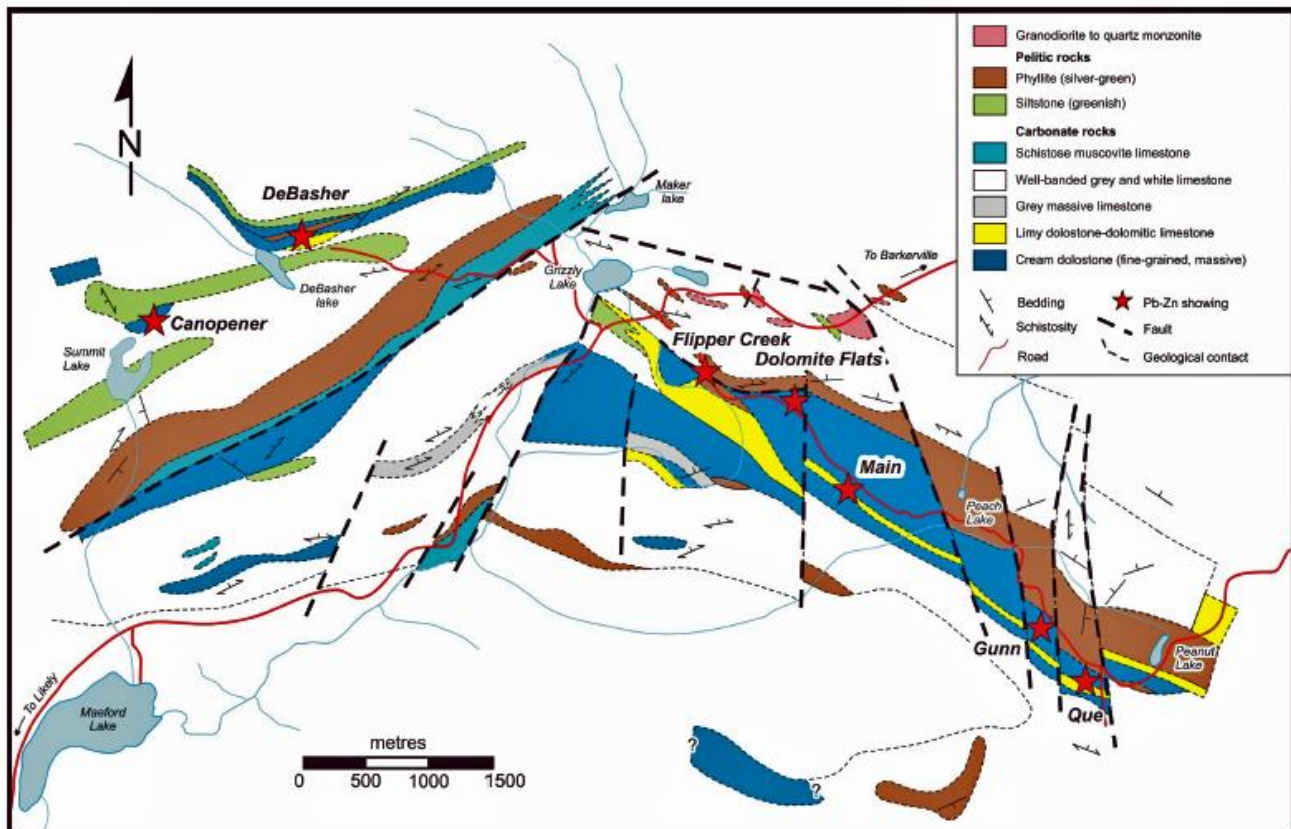 Granodiorite to quartz monzonite
Pelitic rocks
Phyllite (silver-green)
Siltstone (greenish)
Carbonate rocks
Schistose muscovite limestone
Well-banded grey and white limestone
Grey massive limestone
Limy dolostone-dolomitic limestone
Cream dolostone (fine-grained, massive)
Bedding
Pb-Zn showing
Schistosity
Fault
Road
Geological contact
N
DeBasher
Maker
lake
To Barkerville
Grizzly
Lake
DeBasher
lake
Canopener
Summit
Lake
Flipper Creek
Dolomite Flats
Main
Peach
Lake
Gunn
Peanut
Lake
Que
To Likely
Maeford
Lake
metres
0 500 1000 1500
?
?